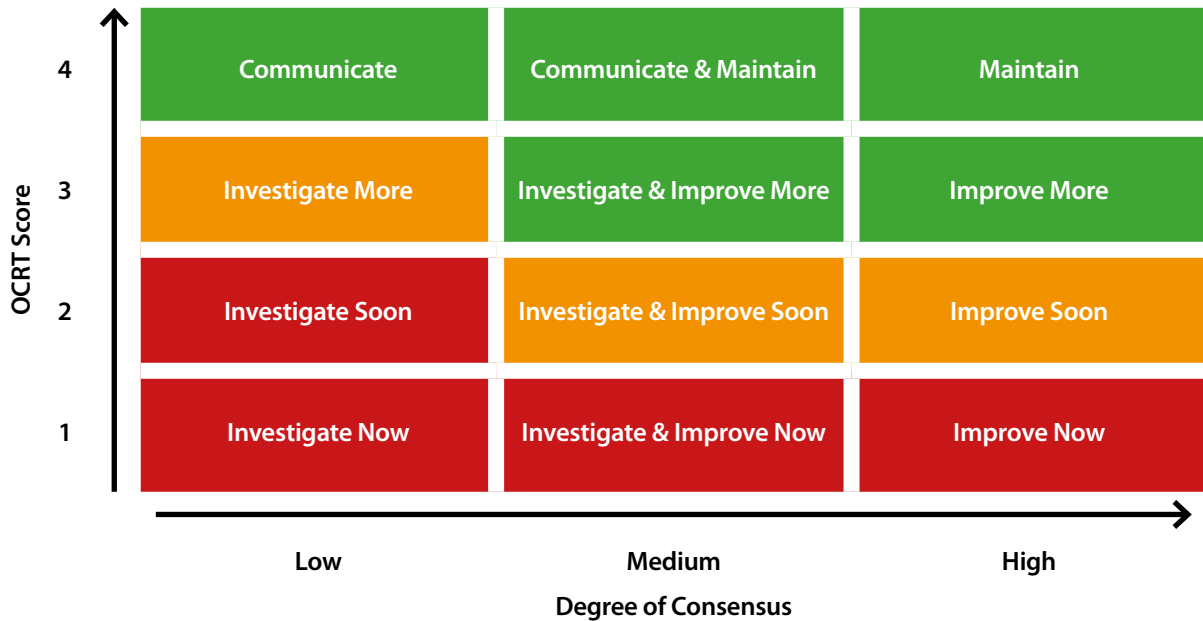 4
Communicate
Communicate & Maintain
Maintain
3
Investigate More
Investigate & Improve More
Improve More
2
Investigate Soon
Investigate & Improve Soon
Improve Soon
1
Investigate Now
Investigate & Improve Now
Improve Now
OCRT Score
Low
Medium
High
Degree of Consensus